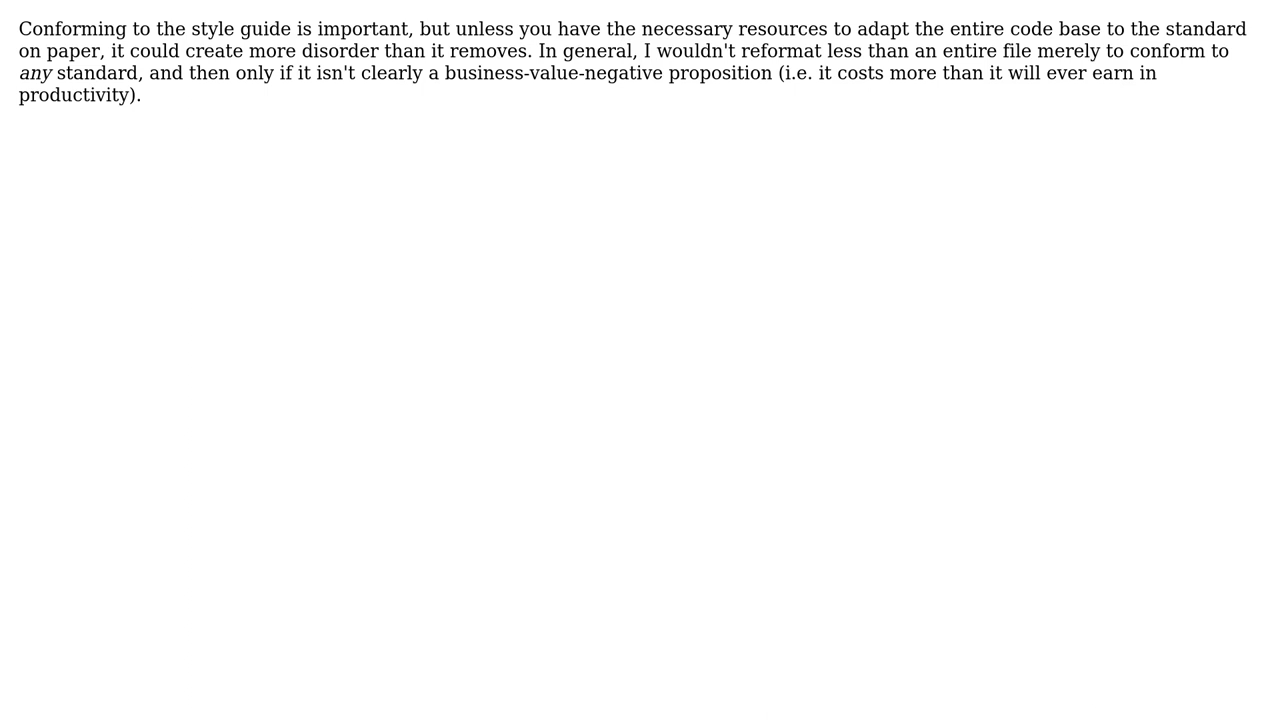 Conforming to the style guide is important, but unless you have the necessary resources to adapt the entire code base to the standard
on paper, it could create more disorder than it removes. In general, I wouldn't reformat less than an entire file merely to conform to
any standard, and then only if it isn't clearly a business-value-negative proposition (i.e. it costs more than it will ever earn in
productivity).